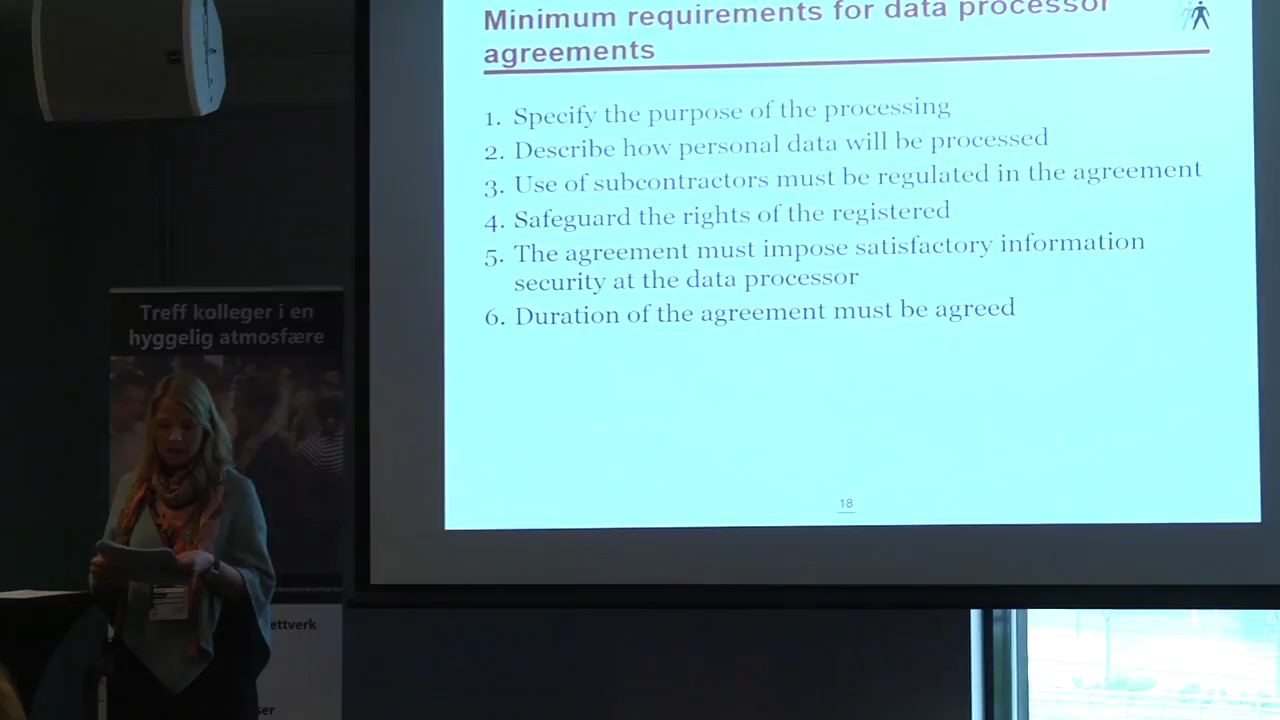 Minimum requirements for data processor
agreements
1. Specify the purpose of the processing
2. Describe how personal data will be processed
3. Use of subcontractors must be regulated in the agreement
4. Safeguard the rights of the registered
5. The agreement must impose satisfactory information
security at the data processor
6. Duration of the agreement must be agreed
18
Treff kolleger i en
hyggelig atmosfære
ettverk
ser